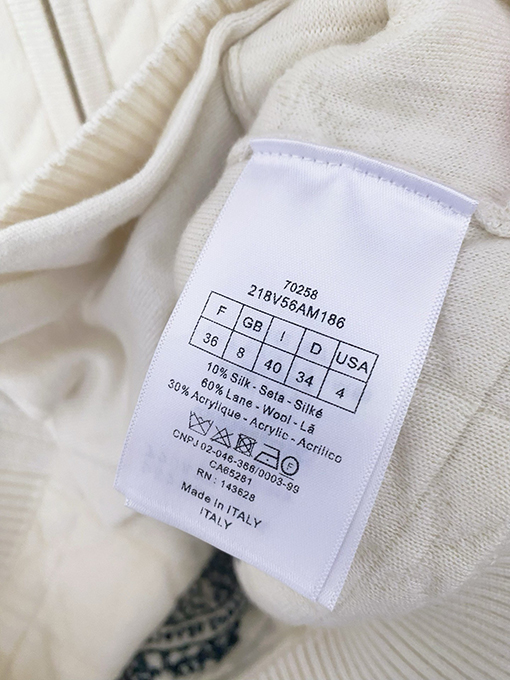 70258
218V56AM186
F GB I D USA
36 8 40 34 4
10% Silk - Seta - Silké
60% Lane - Wool - Lã
30% Acrylique - Acrylic - Acrilico
F
CNPJ 02-046-366/0003-99
CA65281
RN : 143628
Made in ITALY
ITALY